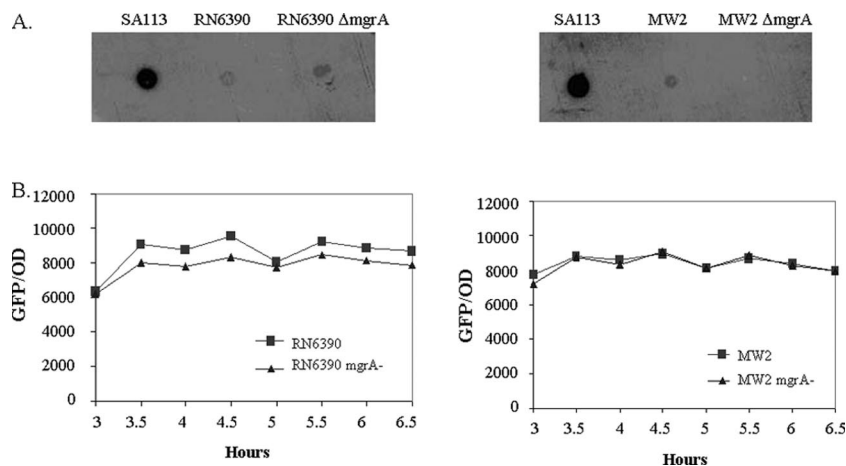 A.
SA113 RN6390 RN6390 ΔmgrA
SA113 MW2 MW2 ΔmgrA
B.
12000
10000
8000
6000
4000
2000
0
GFP/OD
RN6390
RN6390 mgrA-
3 3.5 4 4.5 5 5.5 6 6.5
Hours
12000
10000
8000
6000
4000
2000
0
GFP/OD
MW2
MW2 mgrA-
3 3.5 4 4.5 5 5.5 6 6.5
Hours